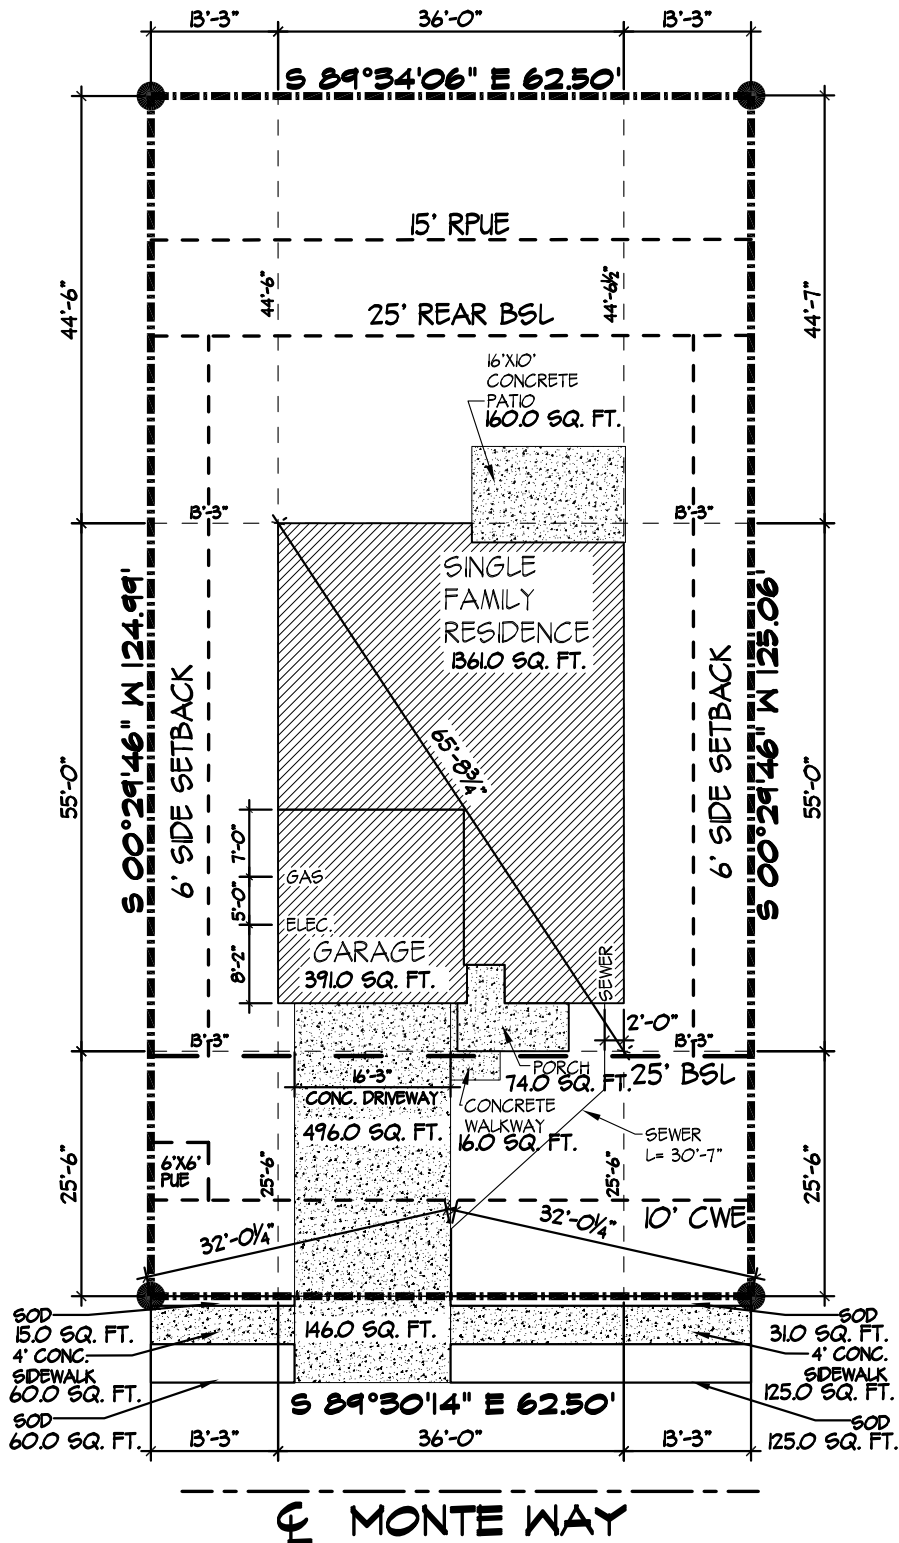 13'-3"
36'-0"
13'-3"
S 89°34'06" E 62.50'
15' RPUE
44'-6"
44'-6"
44'-6½"
44'-7"
25' REAR BSL
16'X10'
CONCRETE
PATIO
160.0 SQ. FT.
13'-3"
13'-3"
SINGLE
FAMILY
RESIDENCE
1361.0 SQ. FT.
S 00°29'46" W 124.99'
S 00°29'46" W 125.06'
6' SIDE SETBACK
6' SIDE SETBACK
65'-8¾"
55'-0"
55'-0"
7'-0"
GAS
5'-0"
ELEC.
8'-2"
GARAGE
391.0 SQ. FT.
SEWER
2'-0"
13'-3"
13'-3"
PORCH
74.0 SQ. FT.
25' BSL
16'-3"
CONC. DRIVEWAY
496.0 SQ. FT.
CONCRETE
WALKWAY
16.0 SQ. FT.
SEWER
L= 30'-7"
6'X6'
PUE
25'-6"
25'-6"
25'-6"
25'-6"
10' CWE
32'-0¼"
32'-0¼"
SOD
15.0 SQ. FT.
4' CONC.
SIDEWALK
60.0 SQ. FT.
SOD
60.0 SQ. FT.
146.0 SQ. FT.
SOD
31.0 SQ. FT.
4' CONC.
SIDEWALK
125.0 SQ. FT.
SOD
125.0 SQ. FT.
S 89°30'14" E 62.50'
13'-3"
36'-0"
13'-3"
℄ MONTE WAY